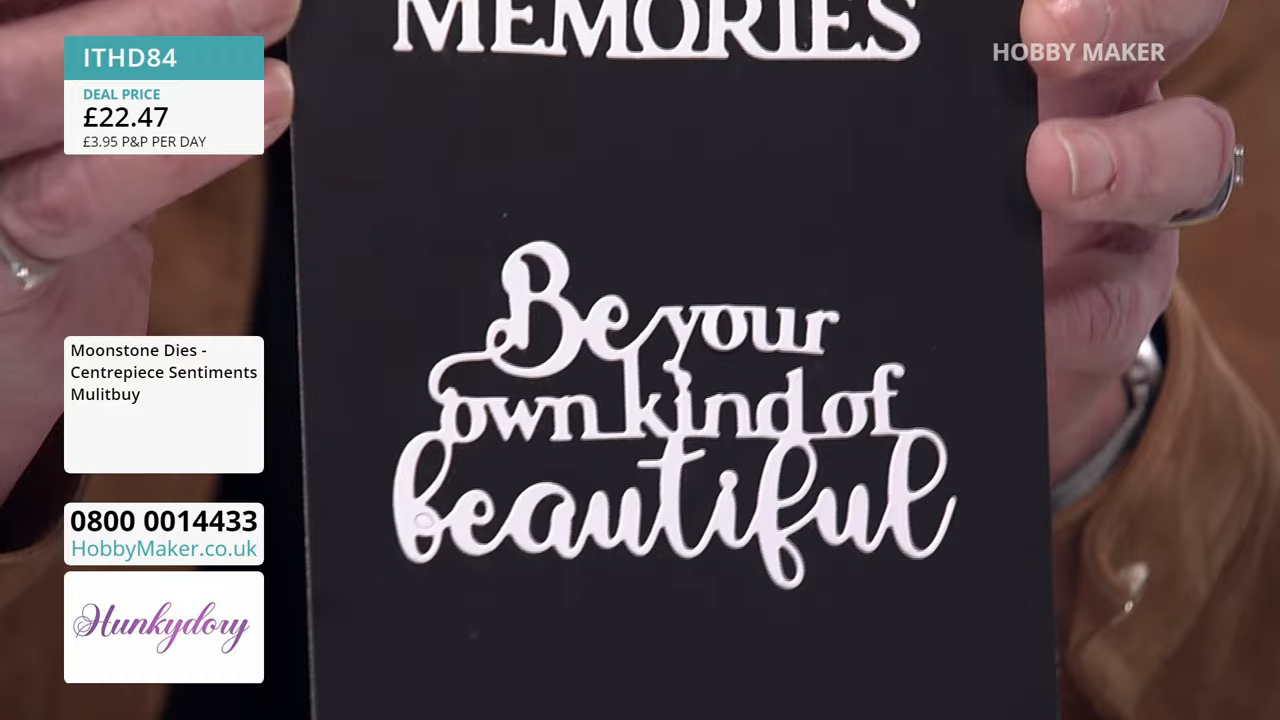 MEMORIES
ITHD84
HOBBY MAKER
DEAL PRICE
£22.47
£3.95 P&P PER DAY
Be your
own kind of
beautiful
Moonstone Dies -
Centrepiece Sentiments
Mulitbuy
0800 0014433
HobbyMaker.co.uk
Hunkydory